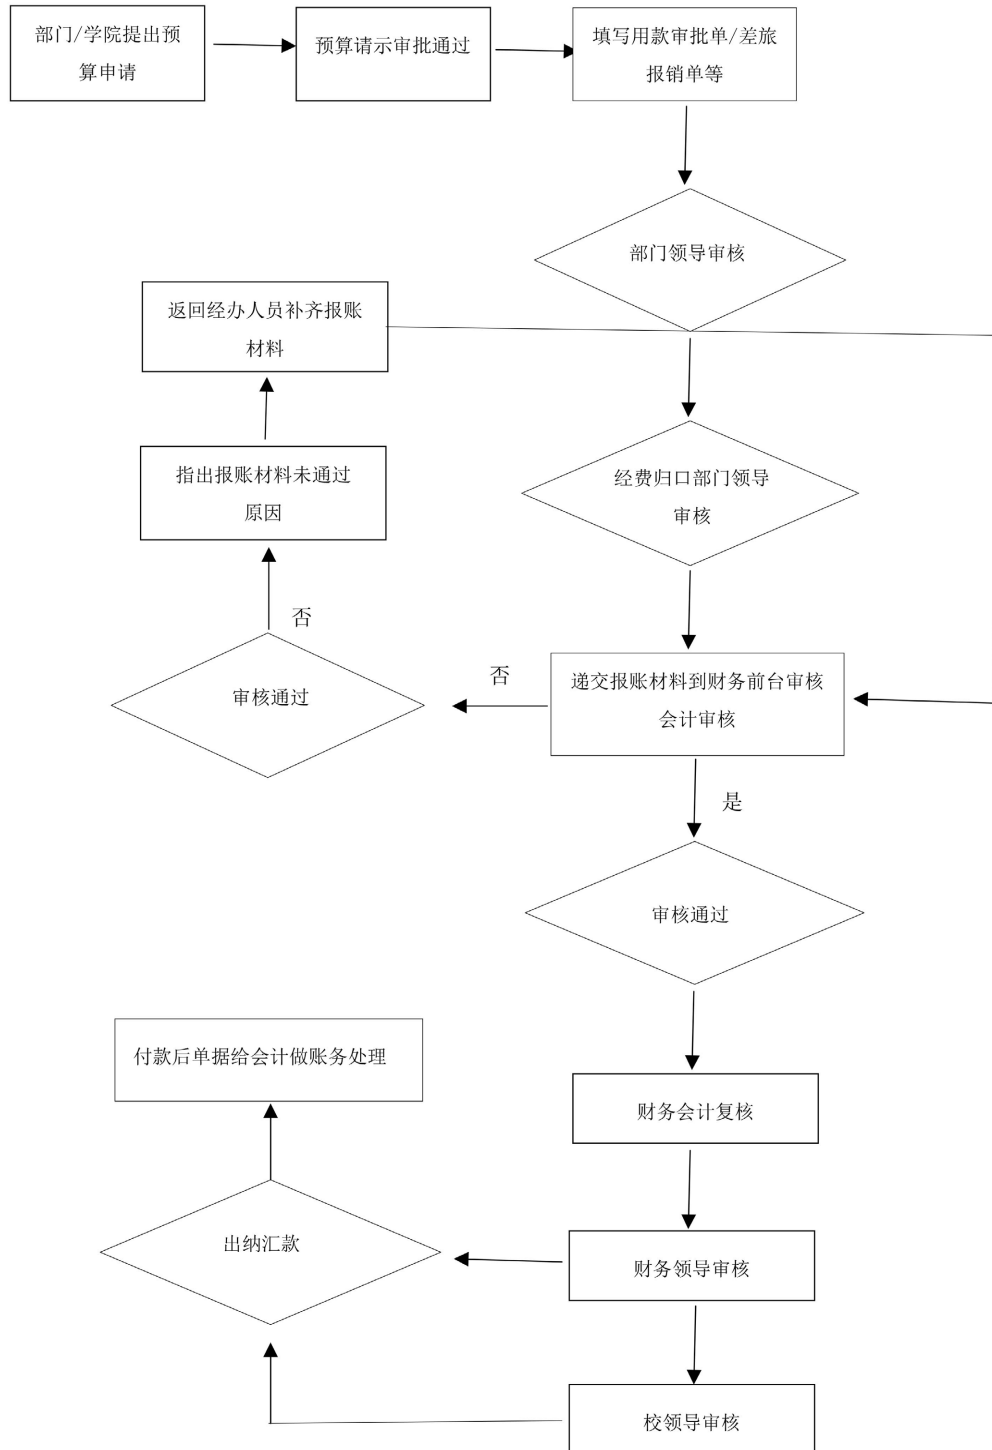 部门/学院提出预
算申请
预算请示审批通过
填写用款审批单/差旅
报销单等
部门领导审核
返回经办人员补齐报账
材料
指出报账材料未通过
原因
经费归口部门领导
审核
否
审核通过
否
递交报账材料到财务前台审核
会计审核
是
审核通过
付款后单据给会计做账务处理
财务会计复核
出纳汇款
财务领导审核
校领导审核